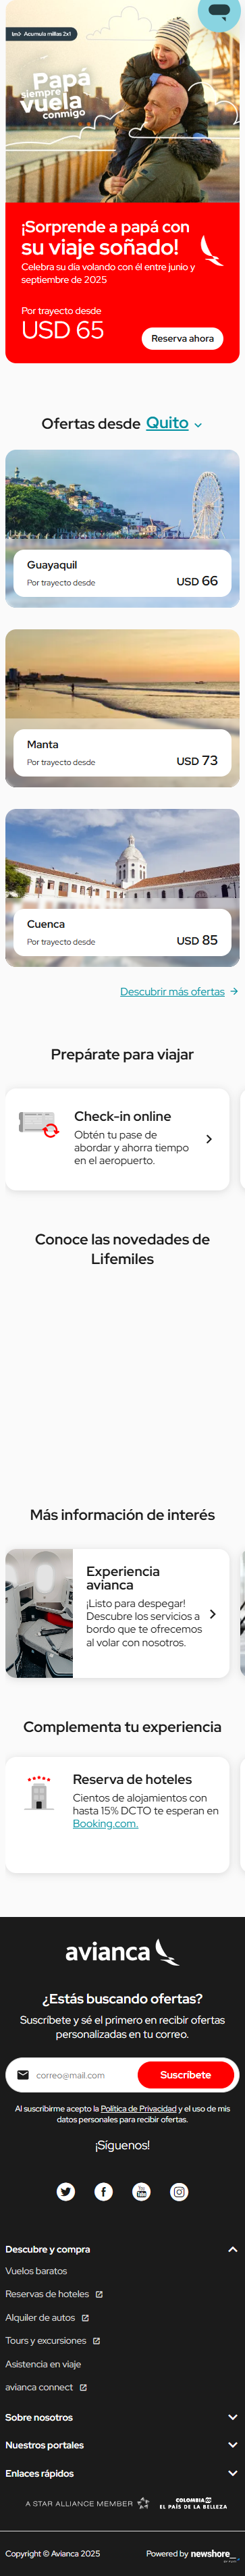 Acumula millas 2x1
Papá
siempre
vuela
conmigo
¡Sorprende a papá con
su viaje soñado!
Celebra su día volando con él entre junio y
septiembre de 2025
Por trayecto desde
USD 65
Reserva ahora
Ofertas desde Quito
Guayaquil
Por trayecto desde
USD 66
Manta
Por trayecto desde
USD 73
Cuenca
Por trayecto desde
USD 85
Descubrir más ofertas
Prepárate para viajar
Check-in online
Obtén tu pase de
abordar y ahorra tiempo
en el aeropuerto.
Conoce las novedades de
Lifemiles
Más información de interés
Experiencia
avianca
¡Listo para despegar!
Descubre los servicios a
bordo que te ofrecemos
al volar con nosotros.
Complementa tu experiencia
Reserva de hoteles
Cientos de alojamientos con
hasta 15% DCTO te esperan en
Booking.com.
avianca
¿Estás buscando ofertas?
Suscríbete y sé el primero en recibir ofertas
personalizadas en tu correo.
correo@mail.com
Suscríbete
Al suscribirme acepto la Política de Privacidad y el uso de mis
datos personales para recibir ofertas.
¡Síguenos!
Descubre y compra
Vuelos baratos
Reservas de hoteles
Alquiler de autos
Tours y excursiones
Asistencia en viaje
avianca connect
Sobre nosotros
Nuestros portales
Enlaces rápidos
A STAR ALLIANCE MEMBER
COLOMBIA
EL PAÍS DE LA BELLEZA
Copyright © Avianca 2025
Powered by newshore_